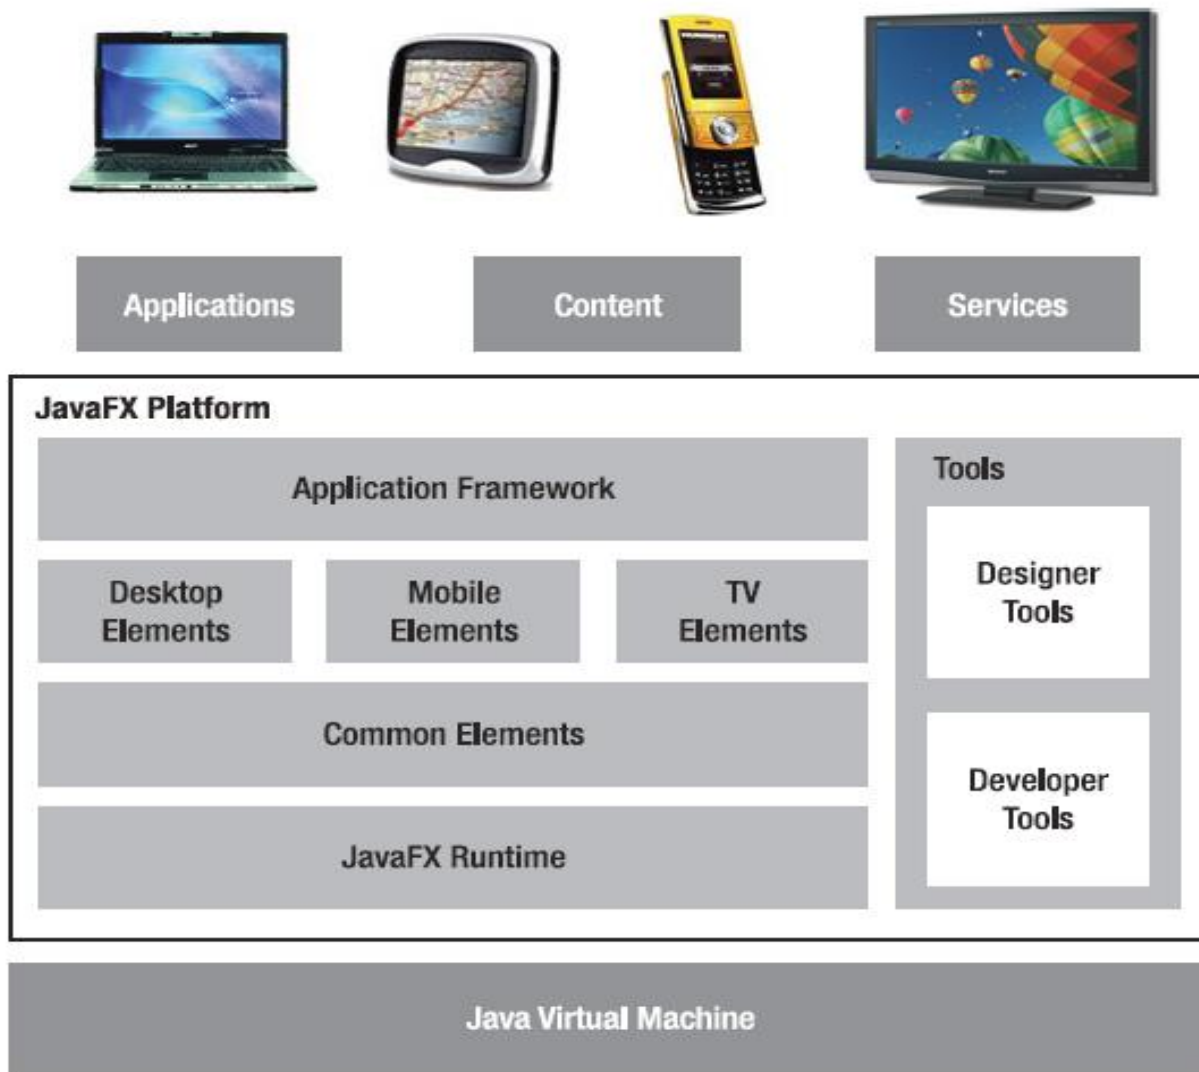 Applications
Content
Services
JavaFX Platform
Application Framework
Desktop
Elements
Mobile
Elements
TV
Elements
Common Elements
JavaFX Runtime
Tools
Designer
Tools
Developer
Tools
Java Virtual Machine